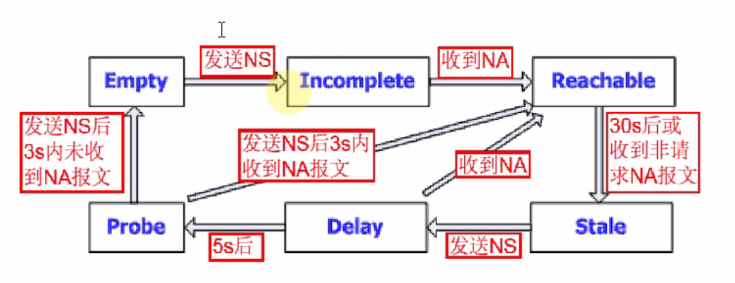 发送NS
收到NA
Empty
Incomplete
Reachable
发送NS后
3s内未收
到NA报文
发送NS后3s内
收到NA报文
收到NA
30s后或
收到非请
求NA报文
Probe
Delay
Stale
5s后
发送NS